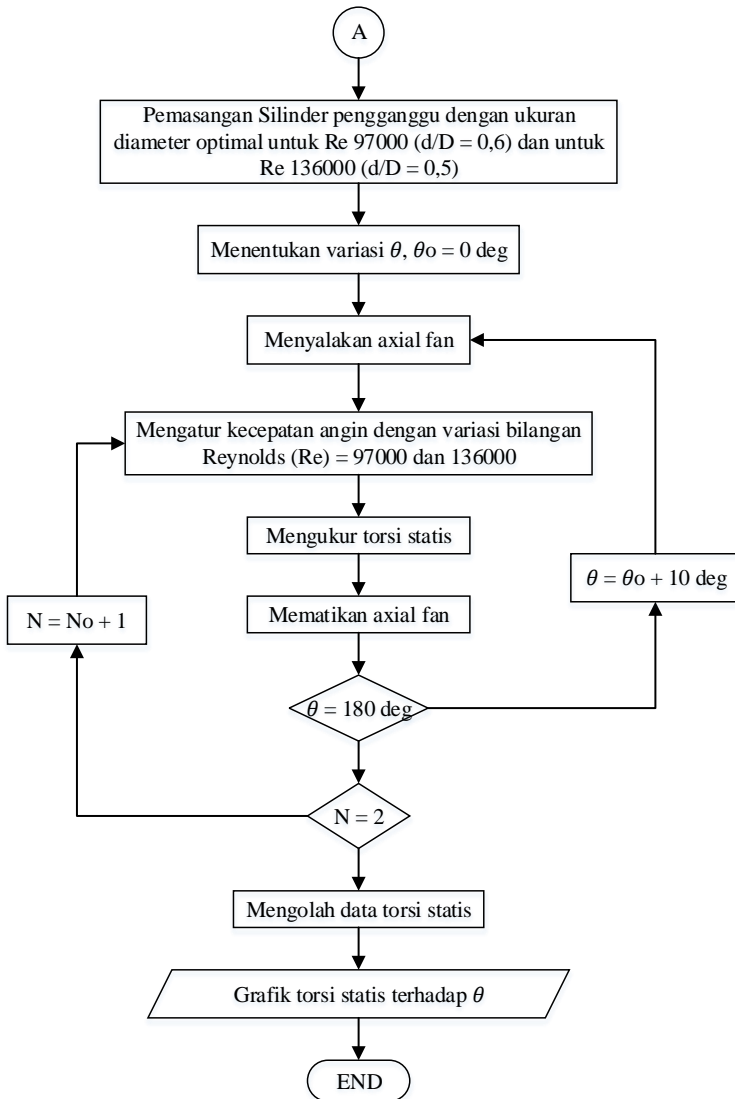 A
Pemasangan Silinder pengganggu dengan ukuran
diameter optimal untuk Re 97000 (d/D = 0,6) dan untuk
Re 136000 (d/D = 0,5)
Menentukan variasi θ, θo = 0 deg
Menyalakan axial fan
Mengatur kecepatan angin dengan variasi bilangan
Reynolds (Re) = 97000 dan 136000
Mengukur torsi statis
θ = θo + 10 deg
N = No + 1
Mematikan axial fan
θ = 180 deg
N = 2
Mengolah data torsi statis
Grafik torsi statis terhadap θ
END